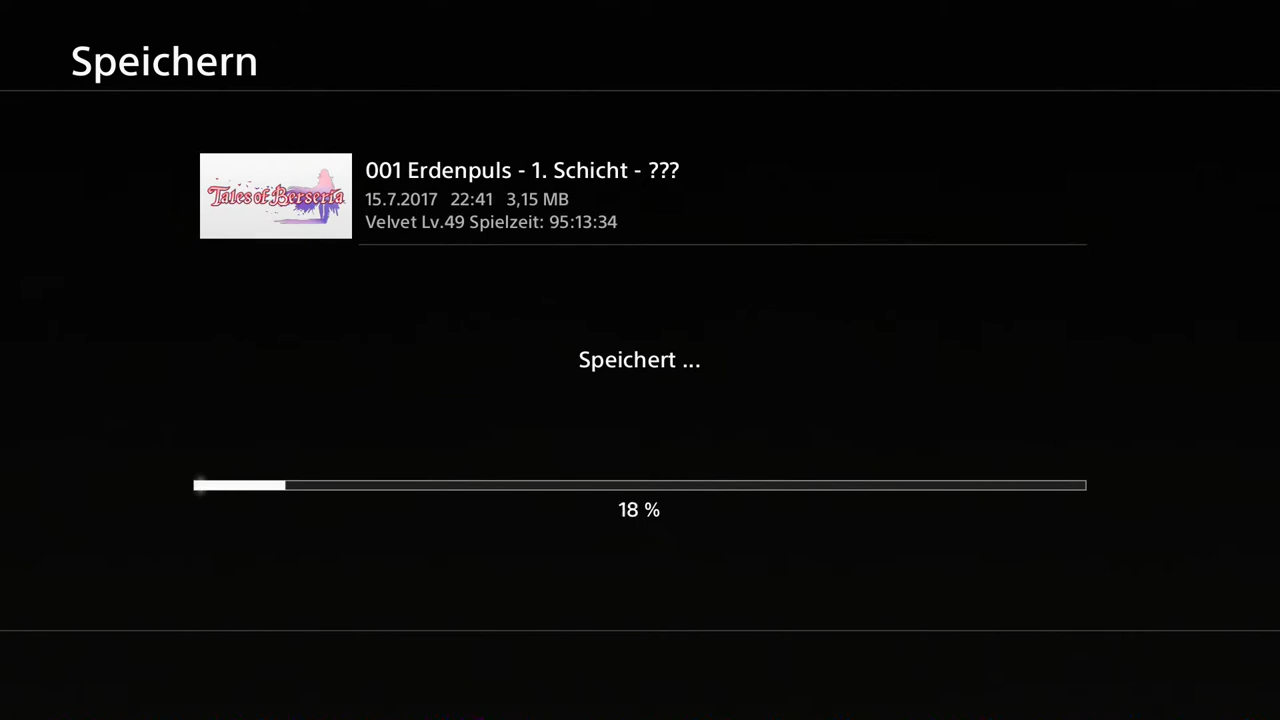 Speichern
Tales of Berseria
001 Erdenpuls - 1. Schicht - ???
15.7.2017 22:41 3,15 MB
Velvet Lv.49 Spielzeit: 95:13:34
Speichert ...
18 %